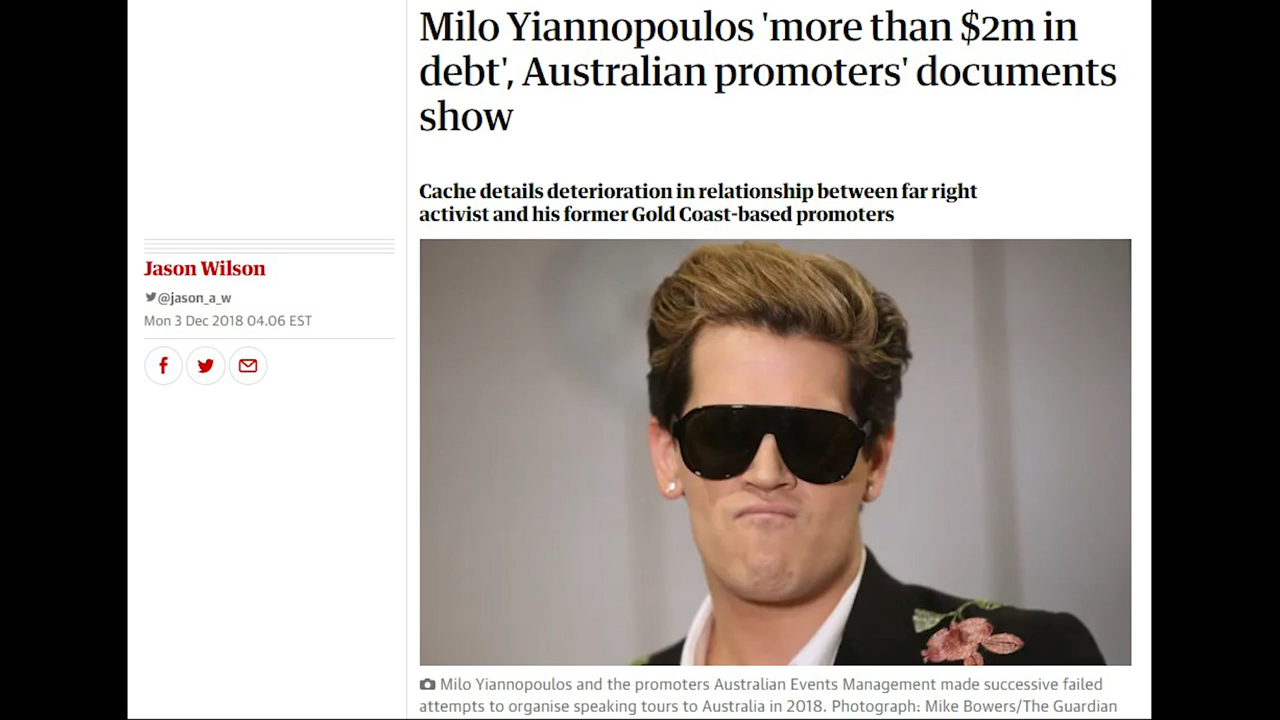 Milo Yiannopoulos 'more than $2m in
debt', Australian promoters' documents
show
Cache details deterioration in relationship between far right
activist and his former Gold Coast-based promoters
Jason Wilson
@jason_a_w
Mon 3 Dec 2018 04.06 EST
Milo Yiannopoulos and the promoters Australian Events Management made successive failed
attempts to organise speaking tours to Australia in 2018. Photograph: Mike Bowers/The Guardian